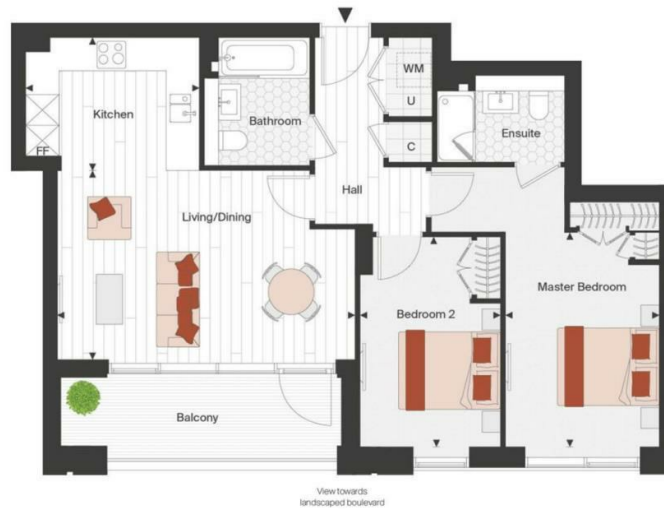 WM
Kitchen
U
Bathroom
Ensuite
FF
C
Hall
Living/Dining
Master Bedroom
Bedroom 2
Balcony
View towards
landscaped boulevard